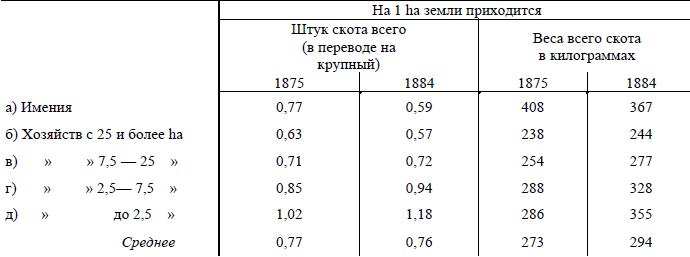 На 1 ha земли приходится
Штук скота всего
(в переводе на
крупный)
Веса всего скота
в килограммах
1875 1884 1875 1884
а) Имения 0,77 0,59 408 367
б) Хозяйств с 25 и более ha 0,63 0,57 238 244
в) » » 7,5 — 25 » 0,71 0,72 254 277
г) » » 2,5— 7,5 » 0,85 0,94 288 328
д) » до 2,5 » 1,02 1,18 286 355
Среднее 0,77 0,76 273 294